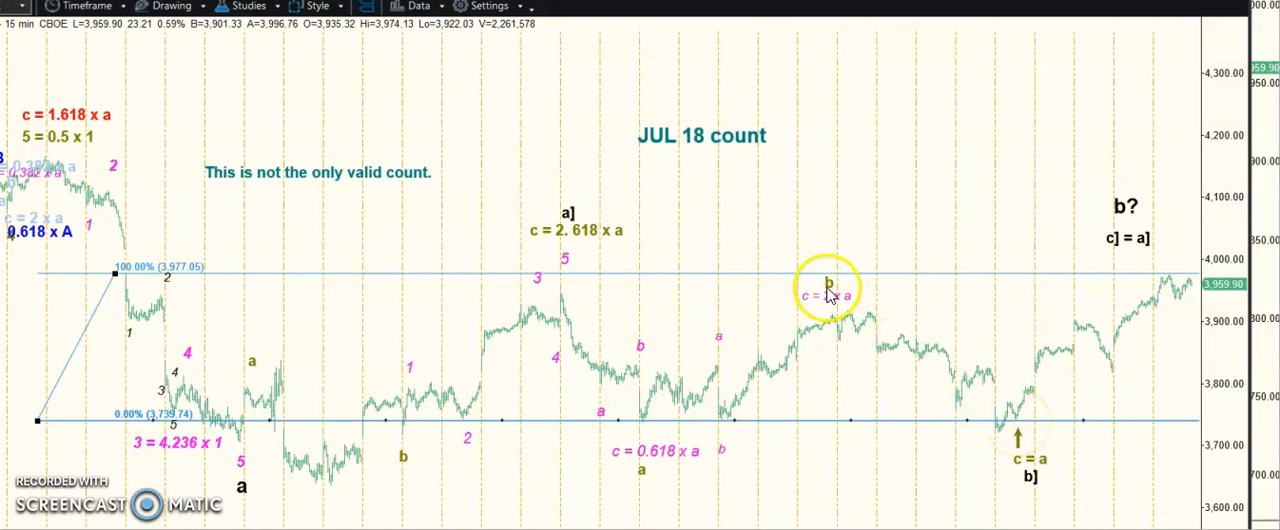 Timeframe Drawing Studies Style Data Settings
- 15 min CBOE L=3,959.90 23.21 0.59% B=3,901.33 A=3,996.76 O=3,935.32 Hi=3,974.13 Lo=3,922.03 V=2,261,578
4,300.00
c = 1.618 x a
5 = 0.5 x 1
JUL 18 count
4,200.00
2
This is not the only valid count.
c = 2 x a
1
0.618 x A
a]
c = 2. 618 x a
b?
c] = a]
4,100.00
5
4,000.00
100.00% (3,977.05)
2
3
b
3,959.90
1
4
3,900.00
4
a
1
4
b
a
3
3,800.00
0.00% (3,739.74)
5
a
3 = 4.236 x 1
2
c = 0.618 x a
b
3,700.00
5
b
a
c = a
b]
a
RECORDED WITH
SCREENCAST MATIC
3,600.00